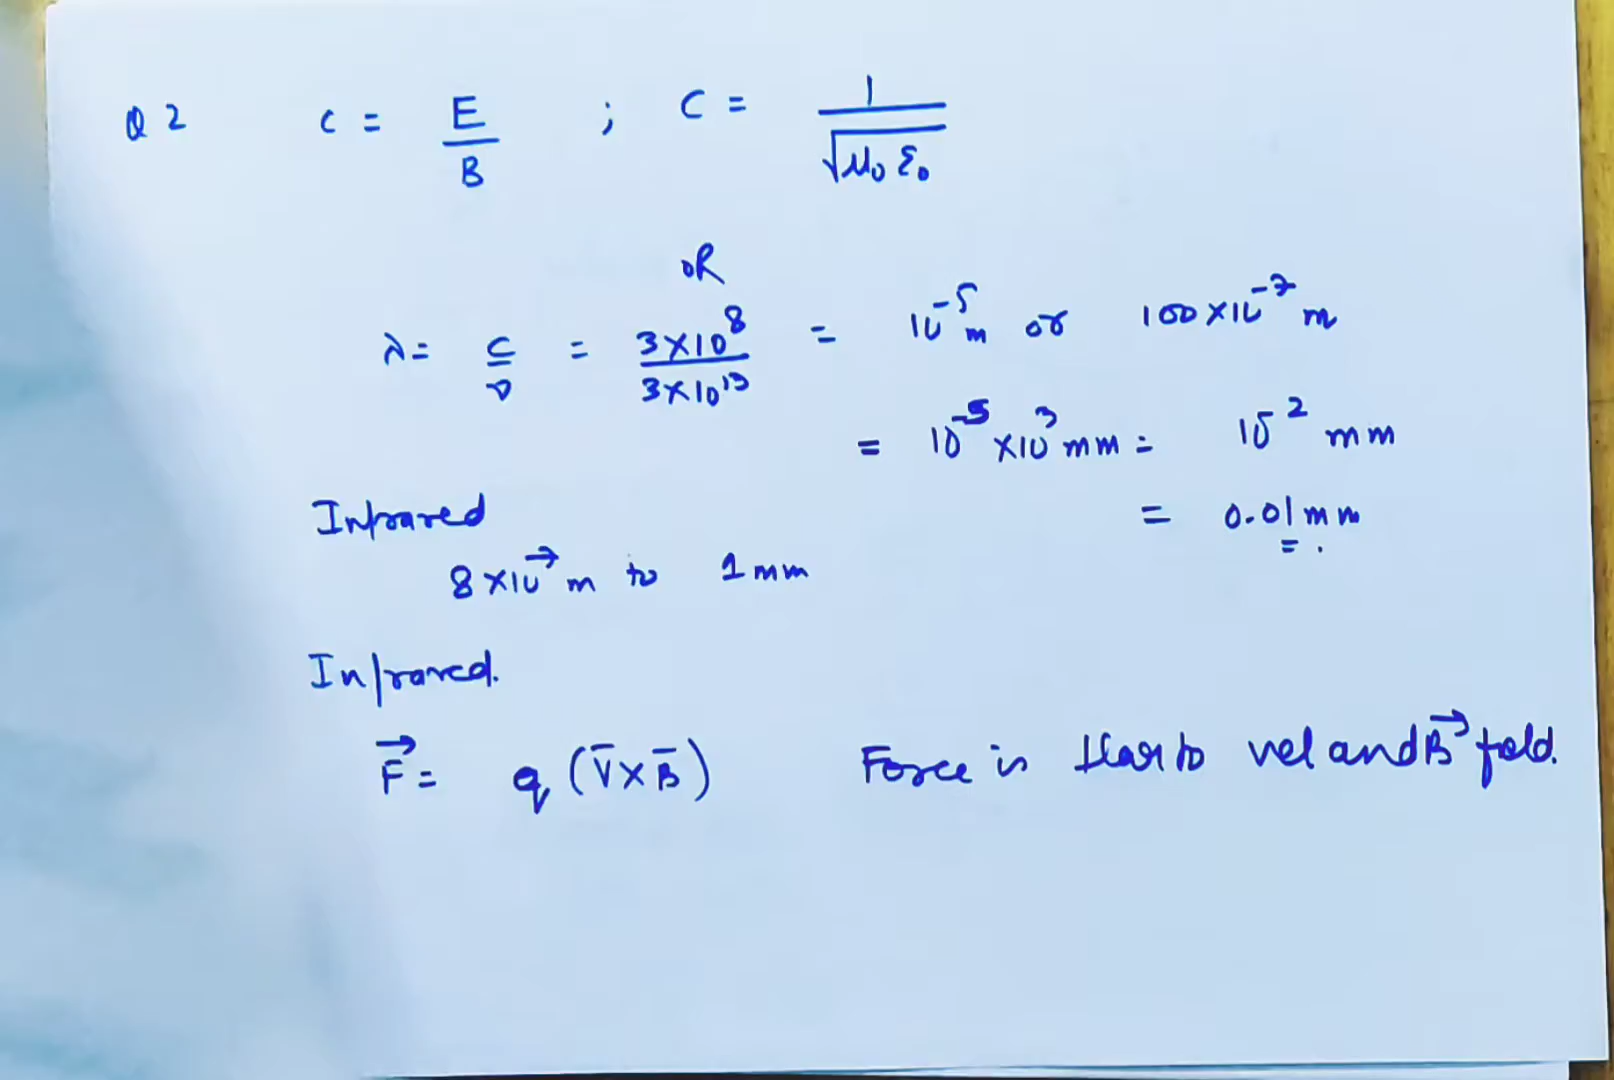 Q 2 C = E/B ; C = 1/√μ₀ε₀
OR
λ = c/ν = 3×10⁸/3×10¹³ = 10⁻⁵ m or 100×10⁻⁷ m
= 10⁻⁵ ×10³ mm = 10⁻² mm
= 0.01 mm
Infrared
8×10⁻⁷ m to 1 mm
Infrared.
F⃗ = q (V̄×B̄) Force is ⊥ar to vel and B⃗ field.